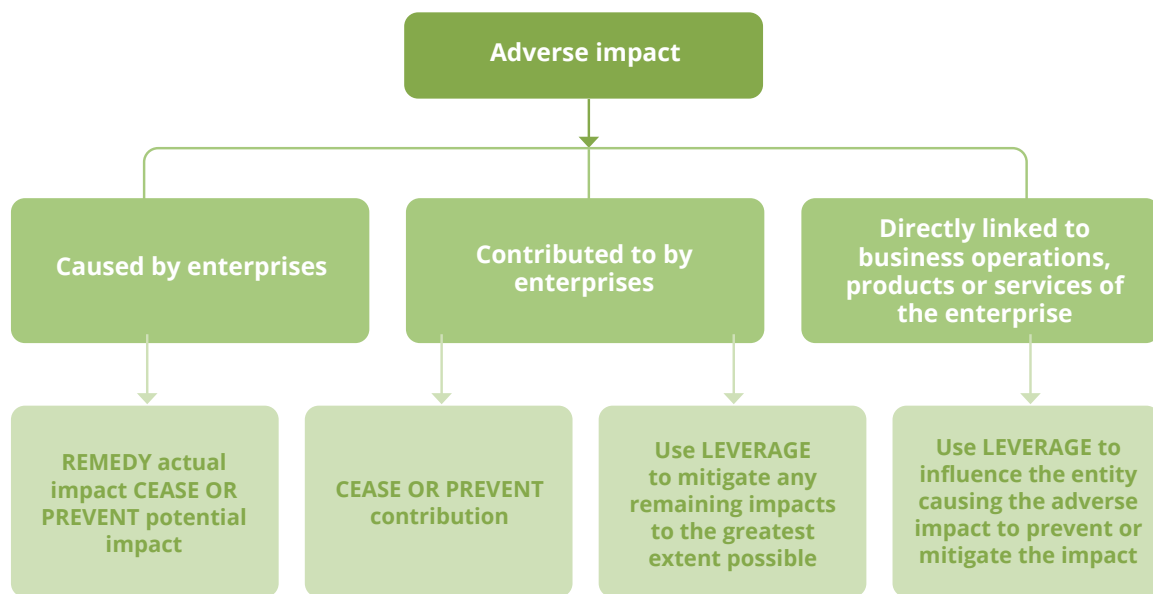 Adverse impact
Caused by enterprises
Contributed to by
enterprises
Directly linked to
business operations,
products or services of
the enterprise
REMEDY actual
impact CEASE OR
PREVENT potential
impact
CEASE OR PREVENT
contribution
Use LEVERAGE
to mitigate any
remaining impacts
to the greatest
extent possible
Use LEVERAGE to
influence the entity
causing the adverse
impact to prevent or
mitigate the impact